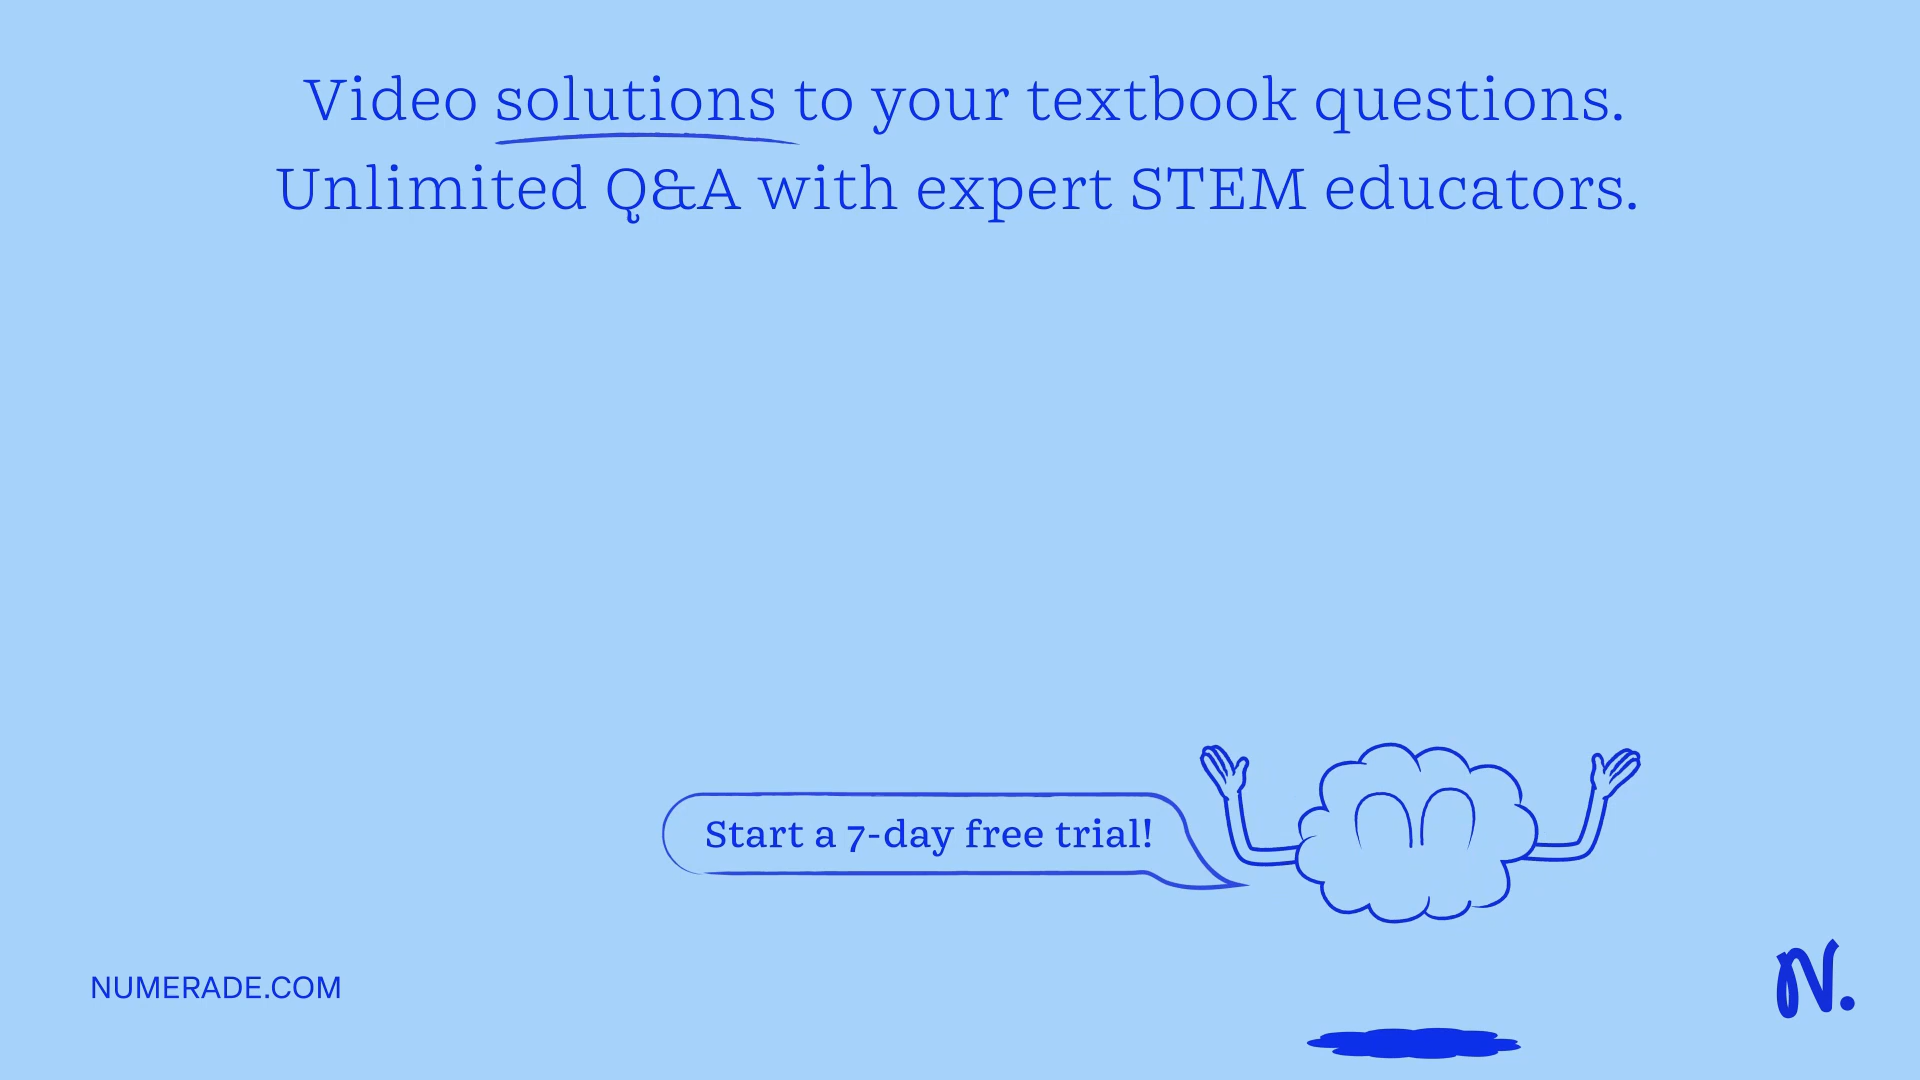 Video solutions to your textbook questions.
Unlimited Q&A with expert STEM educators.
Start a 7-day free trial!
NUMERADE.COM
N.